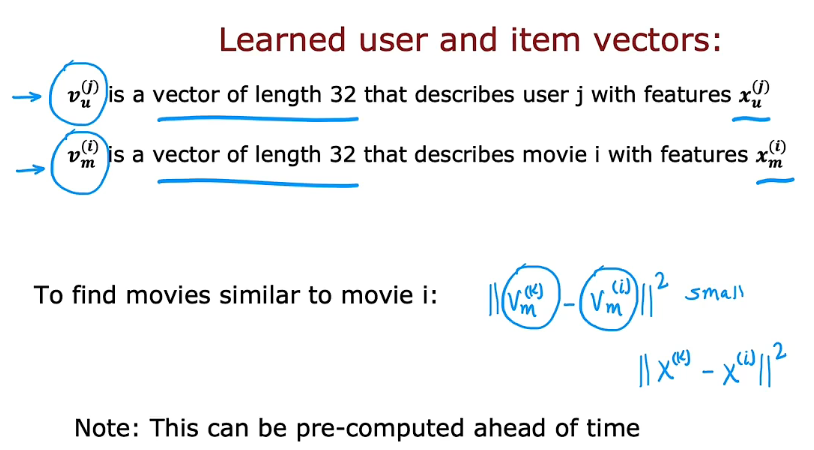 Learned user and item vectors:
→ v_u^(j) is a vector of length 32 that describes user j with features x_u^(j)
→ v_m^(i) is a vector of length 32 that describes movie i with features x_m^(i)
To find movies similar to movie i: ||v_m^(k) - v_m^(i)||^2 small
||x^(k) - x^(i)||^2
Note: This can be pre-computed ahead of time